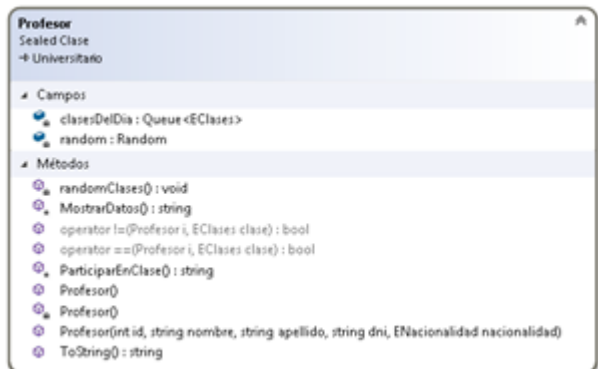 Profesor
Sealed Clase
Universitario
Campos
clasesDelDia : Queue<EClases>
random : Random
Métodos
randomClases() : void
MostrarDatos() : string
operator !=(Profesor i, EClases clase) : bool
operator ==(Profesor i, EClases clase) : bool
ParticiparEnClase() : string
Profesor()
Profesor()
Profesor(int id, string nombre, string apellido, string dni, ENacionalidad nacionalidad)
ToString() : string